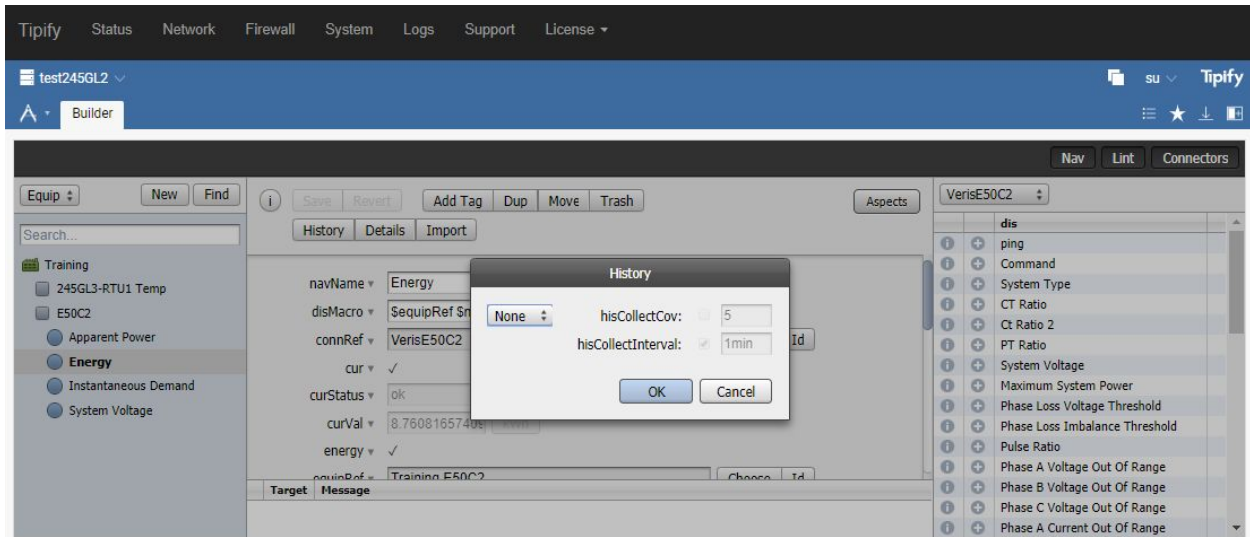 Tipify Status Network Firewall System Logs Support License
test245GL2 su Tipify
Builder
Nav Lint Connectors
Equip New Find
Search...
Training
245GL3-RTU1 Temp
E50C2
Apparent Power
Energy
Instantaneous Demand
System Voltage
i Save Revert Add Tag Dup Move Trash Aspects
History Details Import
navName Energy
disMacro $equipRef $n
connRef VerisE50C2 Id
cur ✓
curStatus ok
curVal 8.76081657409 kWh
energy ✓
equipRef Training E50C2 Choose Id
Target Message
History
None hisCollectCov: 5
hisCollectInterval: 1min
OK Cancel
VerisE50C2
dis
ping
Command
System Type
CT Ratio
Ct Ratio 2
PT Ratio
System Voltage
Maximum System Power
Phase Loss Voltage Threshold
Phase Loss Imbalance Threshold
Pulse Ratio
Phase A Voltage Out Of Range
Phase B Voltage Out Of Range
Phase C Voltage Out Of Range
Phase A Current Out Of Range